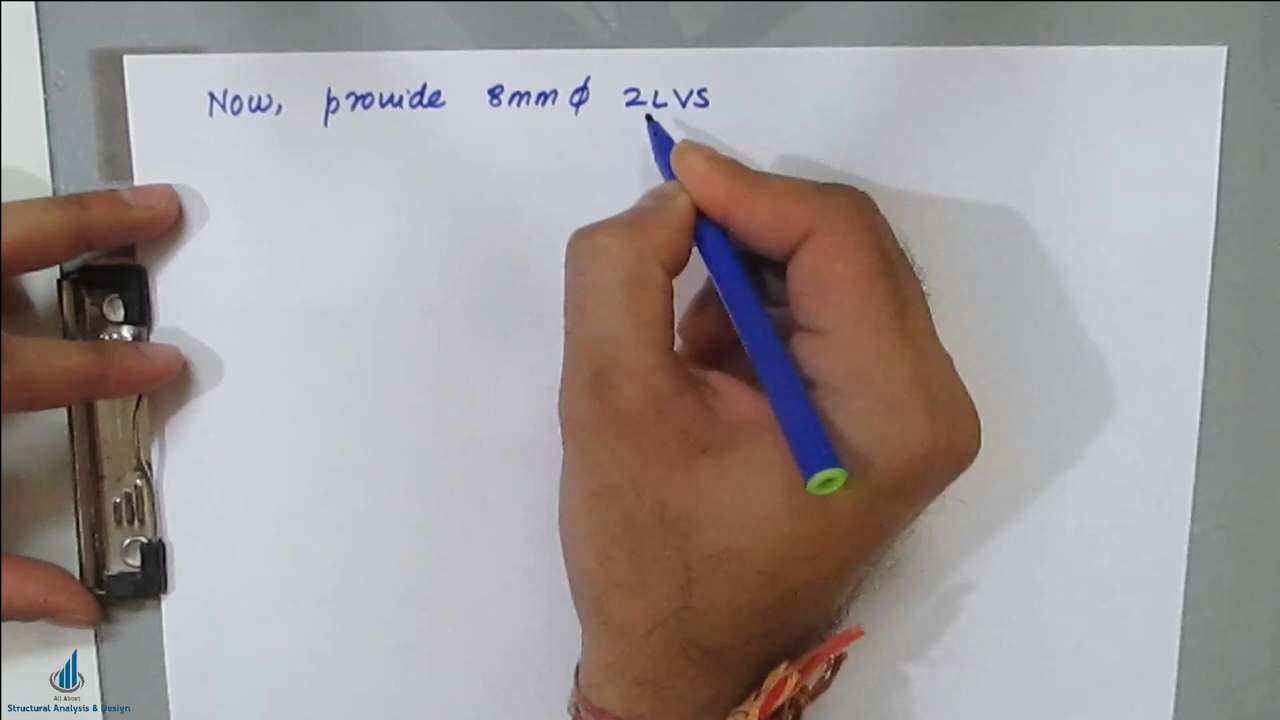 Now, provide 8mm ϕ 2LVS
All About
Structural Analysis & Design